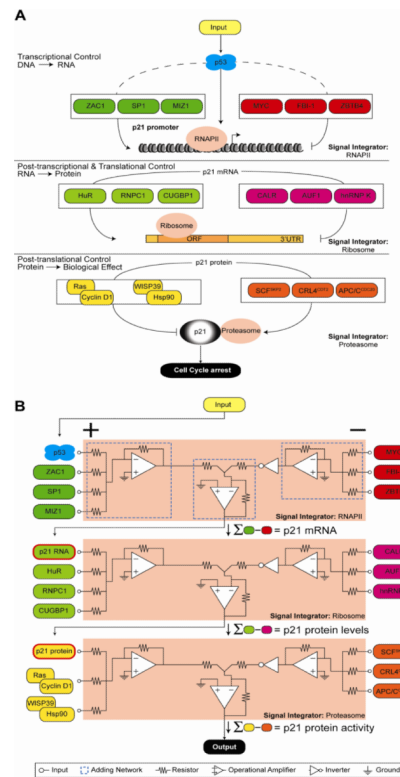 A
Input
Transcriptional Control
DNA → RNA
p53
ZAC1 SP1 MIZ1
p21 promoter
RNAPII
Signal Integrator:
RNAPII
Post-transcriptional & Translational Control
RNA → Protein
p21 mRNA
HuR RNPC1 CUGBP1
CALR AUF1 hnRNP-K
Ribosome
ORF 3'UTR
Signal Integrator:
Ribosome
Post-translational Control
Protein → Biological Effect
p21 protein
Ras WISP39
Cyclin D1 Hsp90
p21 Proteasome
Signal Integrator:
Proteasome
Cell Cycle arrest
B
Input
+ −
p53
ZAC1
SP1
MIZ1
Signal Integrator: RNAPII
∑ − = p21 mRNA
p21 RNA
HuR
RNPC1
CUGBP1
Signal Integrator: Ribosome
∑ − = p21 protein levels
p21 protein
SCF
Ras
Cyclin D1
CRL4
WISP39
APC/C
Hsp90
Signal Integrator: Proteasome
∑ − = p21 protein activity
Output
Input Adding Network Resistor Operational Amplifier Inverter Ground